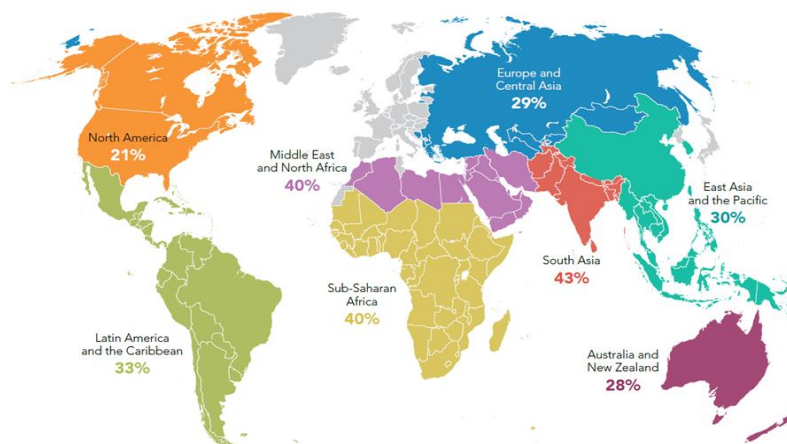 Europe and
Central Asia
29%
North America
21%
Middle East
and North Africa
40%
East Asia
and the Pacific
30%
South Asia
43%
Sub-Saharan
Africa
40%
Latin America
and the Caribbean
33%
Australia and
New Zealand
28%